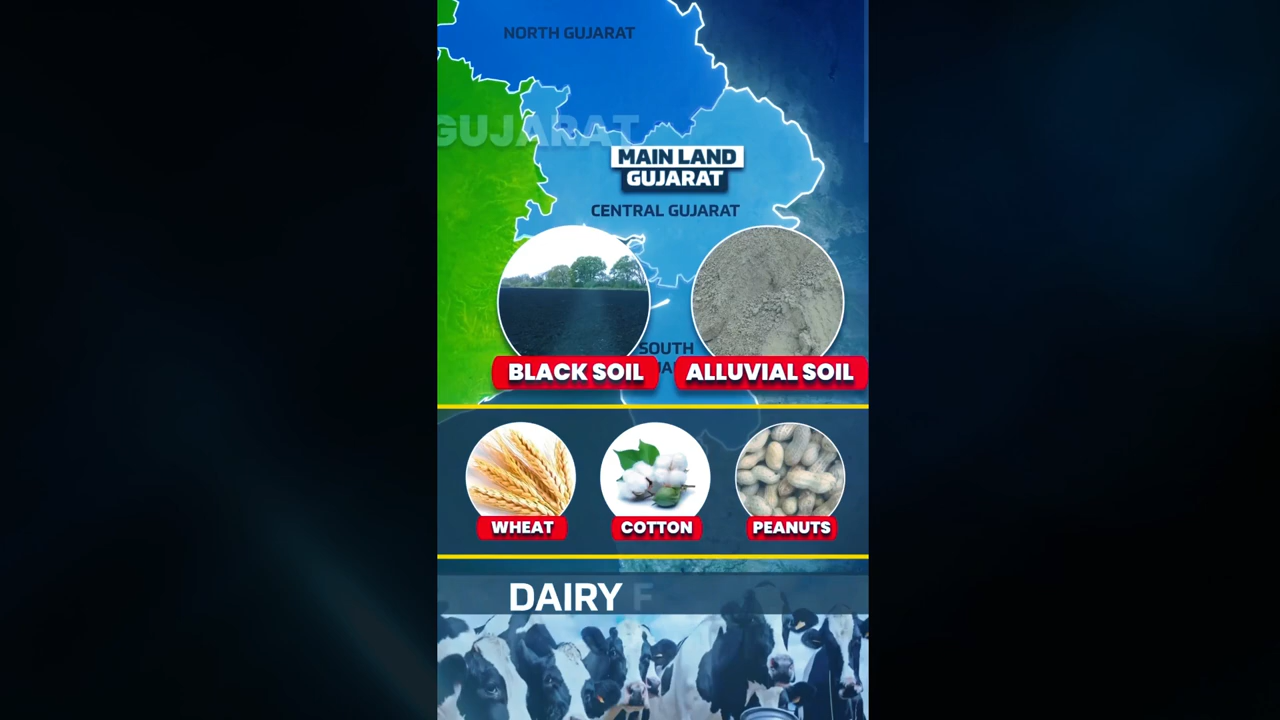 NORTH GUJARAT
GUJARAT
MAIN LAND
GUJARAT
CENTRAL GUJARAT
SOUTH
BLACK SOIL
ALLUVIAL SOIL
WHEAT
COTTON
PEANUTS
DAIRY F